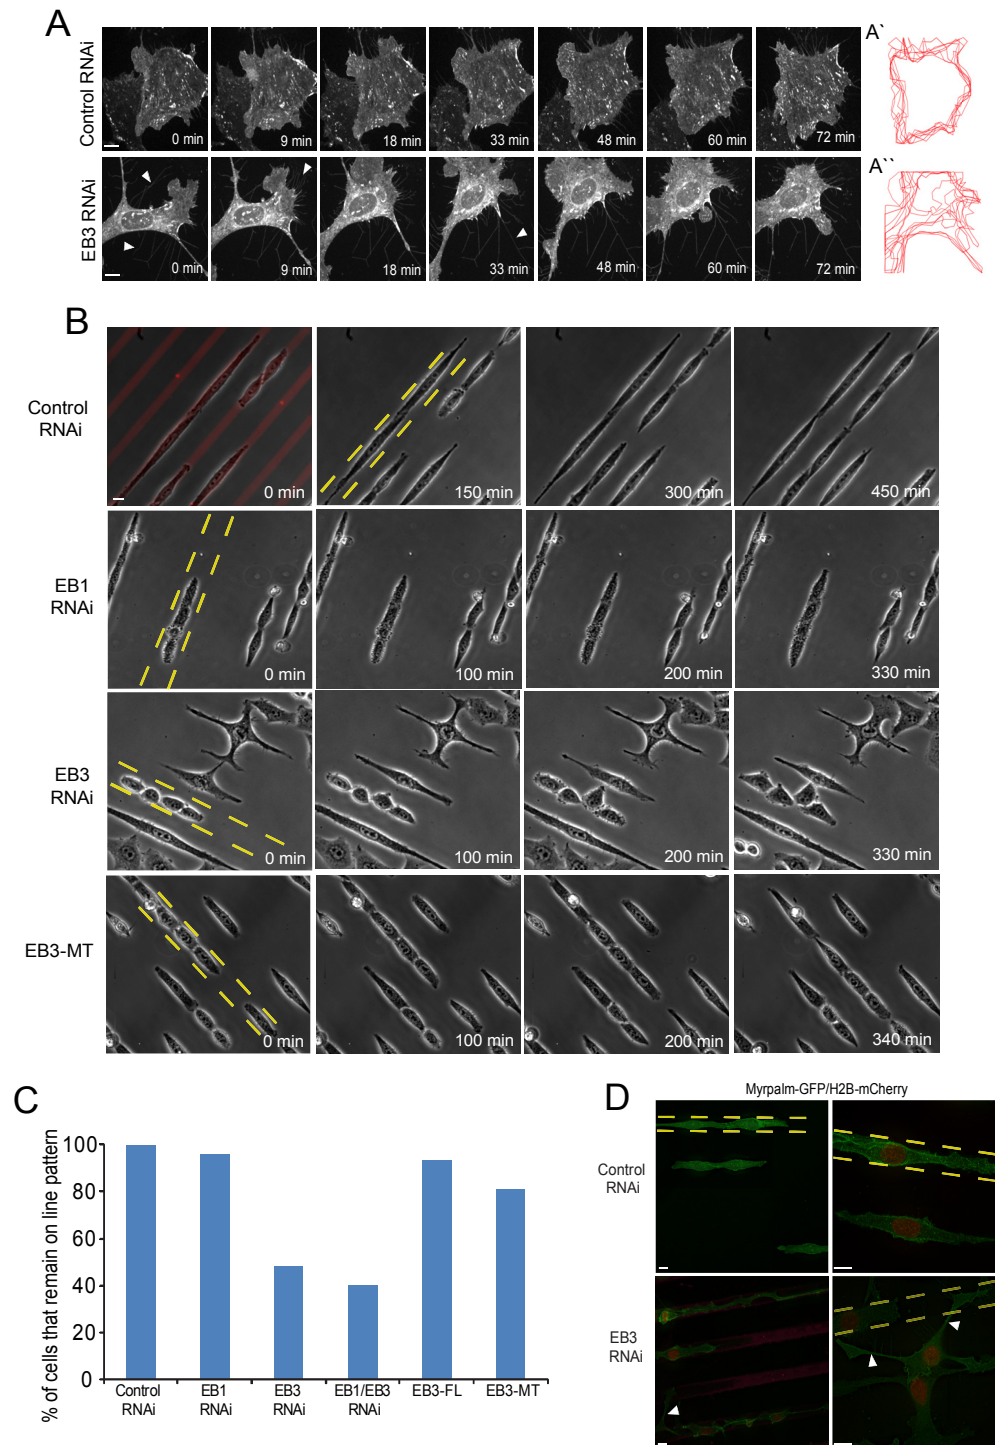 A
Control RNAi
0 min
9 min
18 min
33 min
48 min
60 min
72 min
A`
EB3 RNAi
0 min
9 min
18 min
33 min
48 min
60 min
72 min
A``
B
Control
RNAi
0 min
150 min
300 min
450 min
EB1
RNAi
0 min
100 min
200 min
330 min
EB3
RNAi
0 min
100 min
200 min
330 min
EB3-MT
0 min
100 min
200 min
340 min
C
% of cells that remain on line pattern
100
80
60
40
20
0
Control
RNAi
EB1
RNAi
EB3
RNAi
EB1/EB3
RNAi
EB3-FL
EB3-MT
D
Myrpalm-GFP/H2B-mCherry
Control
RNAi
EB3
RNAi